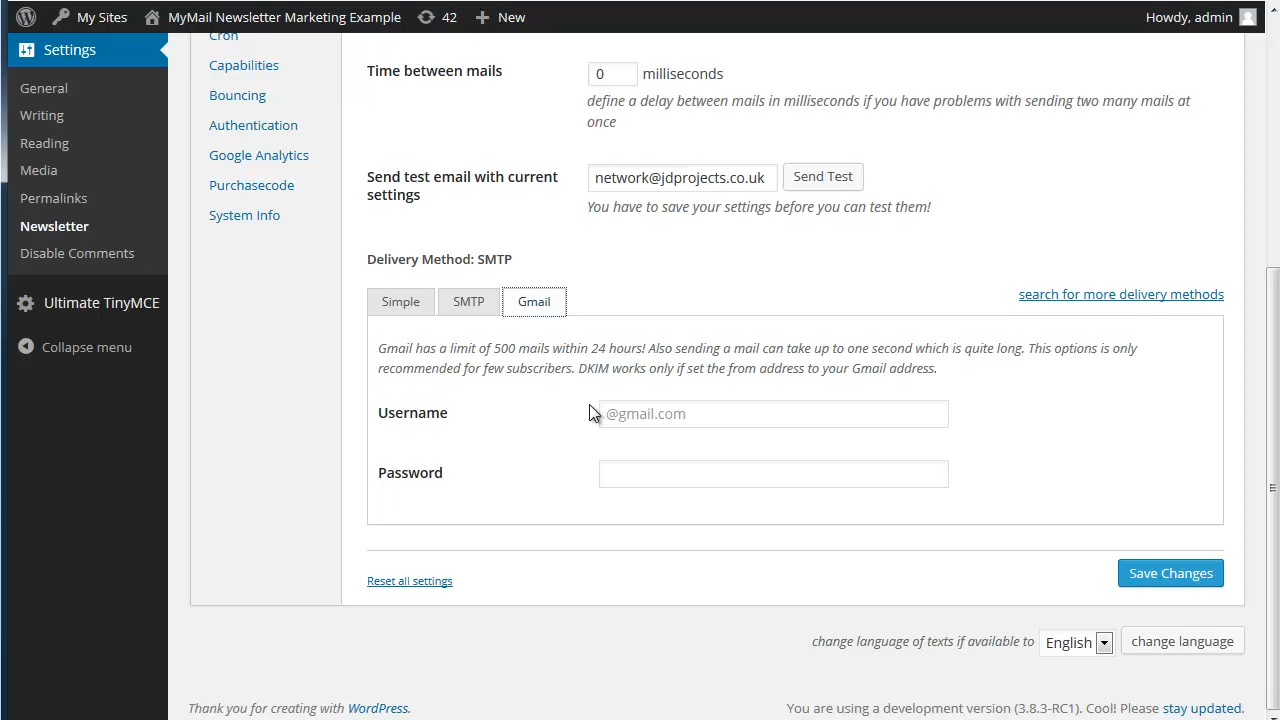 My Sites MyMail Newsletter Marketing Example 42 New Howdy, admin
Settings
General
Writing
Reading
Media
Permalinks
Newsletter
Disable Comments
Ultimate TinyMCE
Collapse menu
Cron
Capabilities
Bouncing
Authentication
Google Analytics
Purchasecode
System Info
Time between mails
0 milliseconds
define a delay between mails in milliseconds if you have problems with sending two many mails at
once
Send test email with current
settings
network@jdprojects.co.uk Send Test
You have to save your settings before you can test them!
Delivery Method: SMTP
Simple SMTP Gmail
search for more delivery methods
Gmail has a limit of 500 mails within 24 hours! Also sending a mail can take up to one second which is quite long. This options is only
recommended for few subscribers. DKIM works only if set the from address to your Gmail address.
Username @gmail.com
Password
Reset all settings Save Changes
change language of texts if available to English change language
Thank you for creating with WordPress. You are using a development version (3.8.3-RC1). Cool! Please stay updated.